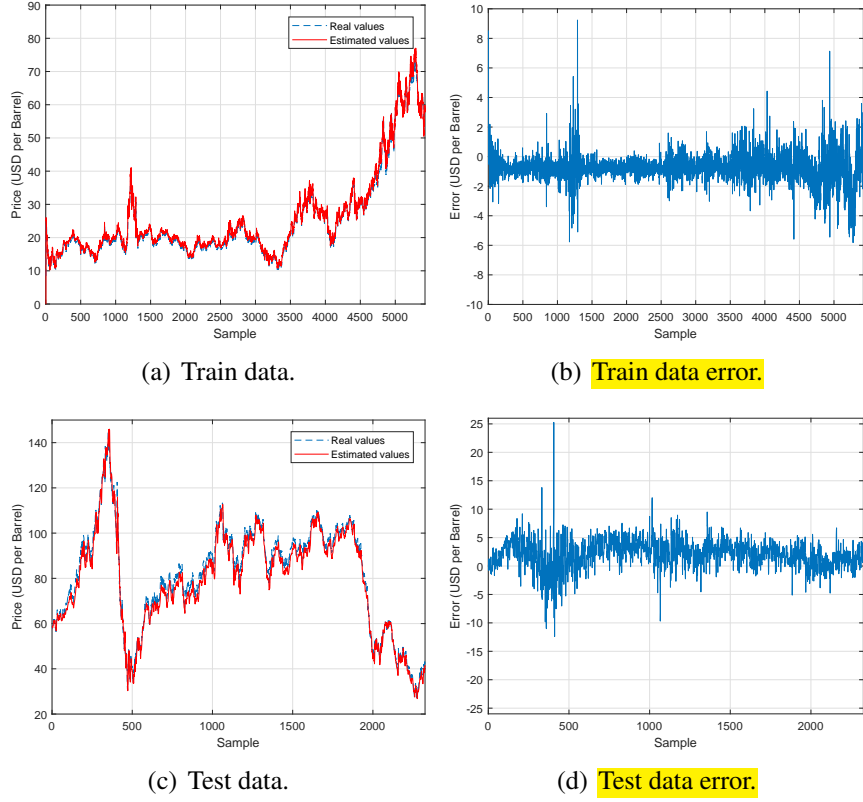 90
80
70
60
50
40
30
20
10
0
Price (USD per Barrel)
Real values
Estimated values
0 500 1000 1500 2000 2500 3000 3500 4000 4500 5000
Sample
(a) Train data.
10
8
6
4
2
0
-2
-4
-6
-8
-10
Error (USD per Barrel)
0 500 1000 1500 2000 2500 3000 3500 4000 4500 5000
Sample
(b) Train data error.
140
120
100
80
60
40
20
Price (USD per Barrel)
Real values
Estimated values
0 500 1000 1500 2000
Sample
(c) Test data.
25
20
15
10
5
0
-5
-10
-15
-20
-25
Error (USD per Barrel)
0 500 1000 1500 2000
Sample
(d) Test data error.